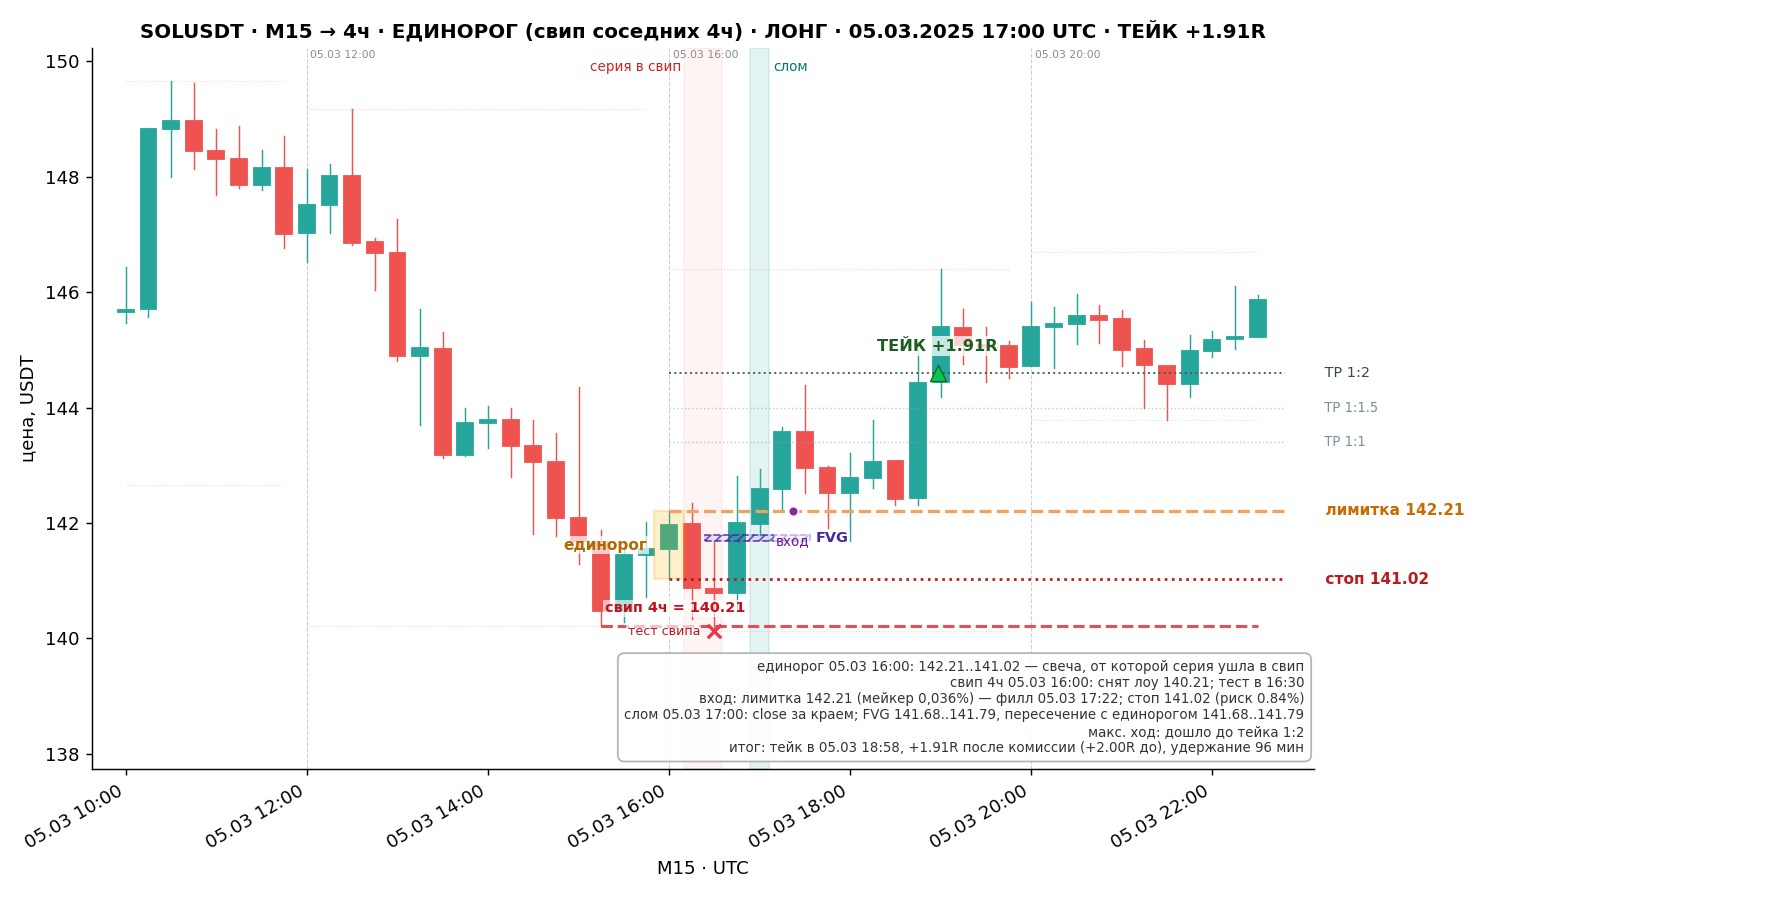 SOLUSDT · M15 → 4ч · ЕДИНОРОГ (свип соседних 4ч) · ЛОНГ · 05.03.2025 17:00 UTC · ТЕЙК +1.91R
05.03 12:00
05.03 16:00
05.03 20:00
серия в свип
слом
150
148
146
144
142
140
138
цена, USDT
ТЕЙК +1.91R
TP 1:2
TP 1:1.5
TP 1:1
лимитка 142.21
FVG
вход
единорог
стоп 141.02
свип 4ч = 140.21
тест свипа
единорог 05.03 16:00: 142.21..141.02 — свеча, от которой серия ушла в свип
свип 4ч 05.03 16:00: снят лоу 140.21; тест в 16:30
вход: лимитка 142.21 (мейкер 0,036%) — филл 05.03 17:22; стоп 141.02 (риск 0.84%)
слом 05.03 17:00: close за краем; FVG 141.68..141.79, пересечение с единорогом 141.68..141.79
макс. ход: дошло до тейка 1:2
итог: тейк в 05.03 18:58, +1.91R после комиссии (+2.00R до), удержание 96 мин
05.03 10:00
05.03 12:00
05.03 14:00
05.03 16:00
05.03 18:00
05.03 20:00
05.03 22:00
M15 · UTC